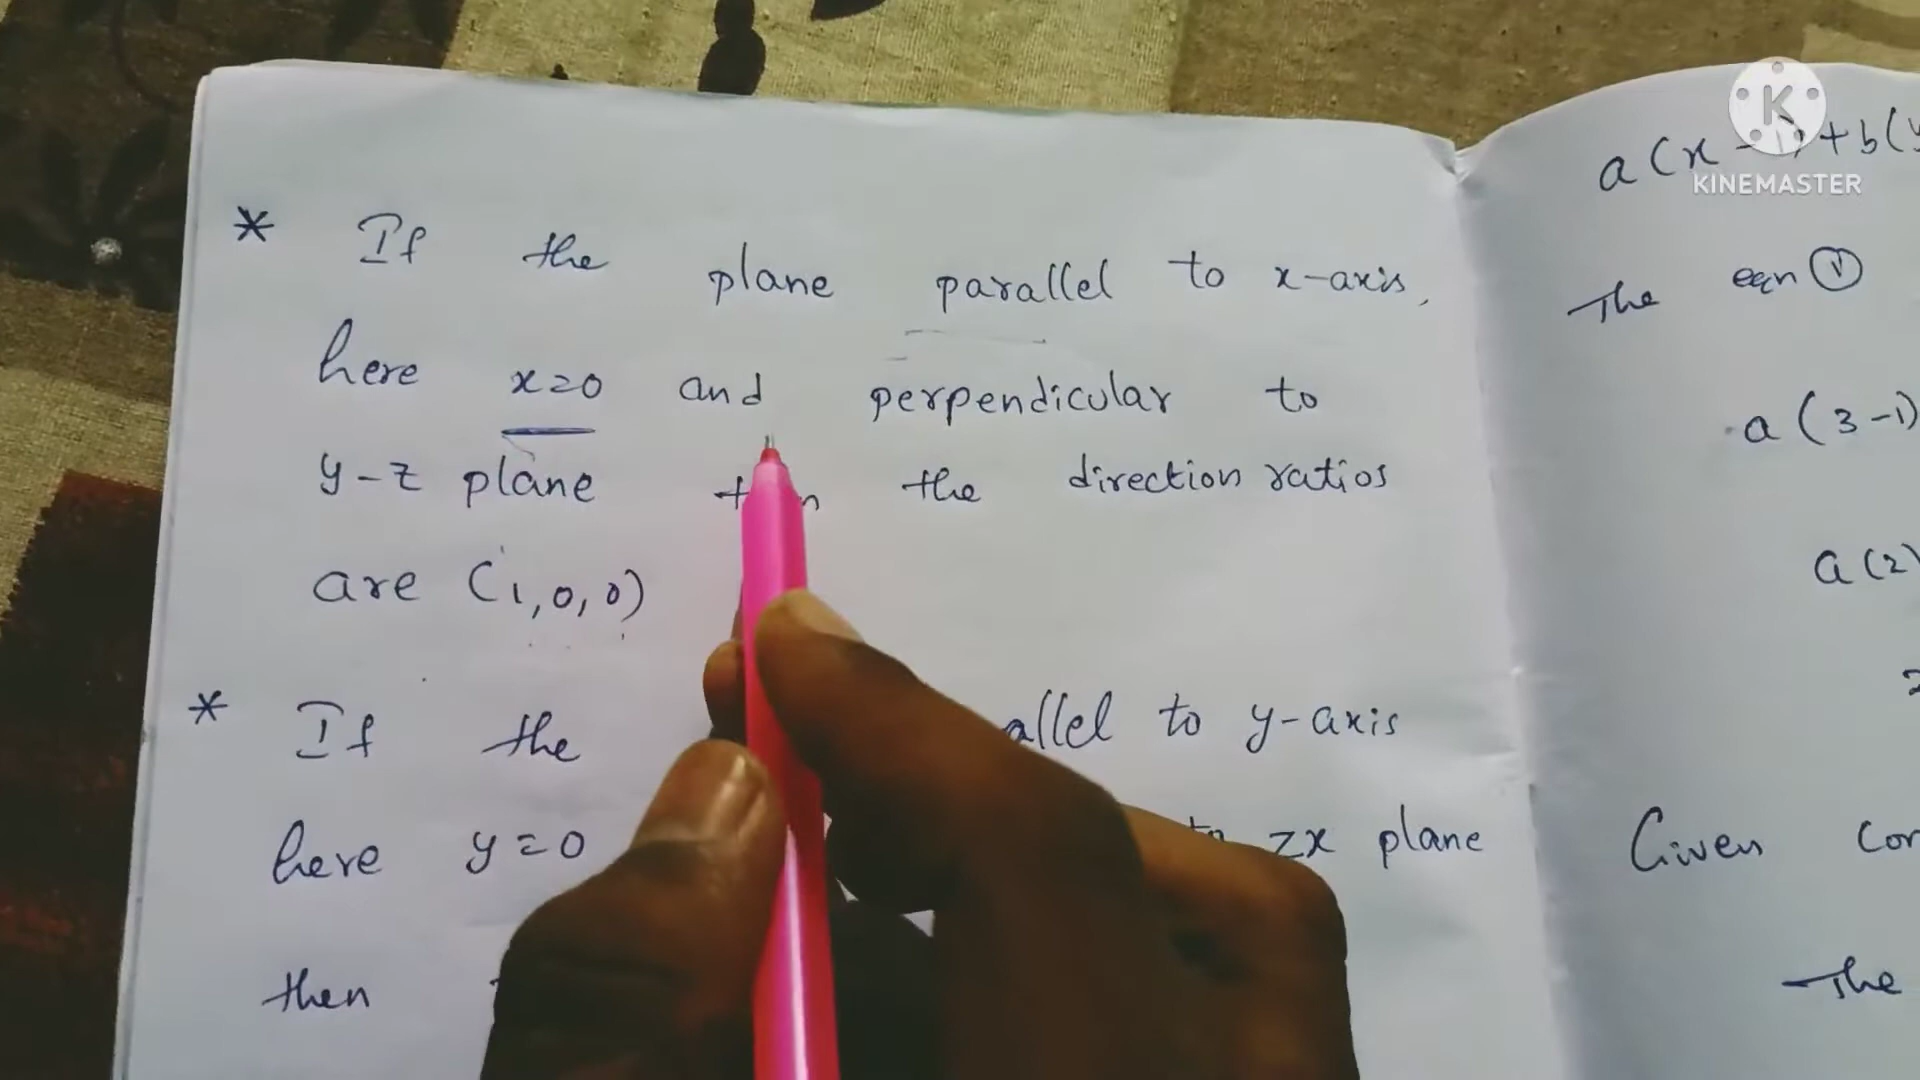 * If the plane parallel to x-axis,
here x=0 and perpendicular to
y-z plane the direction ratios
are (1,0,0)
* If the allel to y-axis
here y=0 zx plane
then
a(x - )+b(y
The eqn ①
a(3-1)
a(2)
Given
The
KINEMASTER